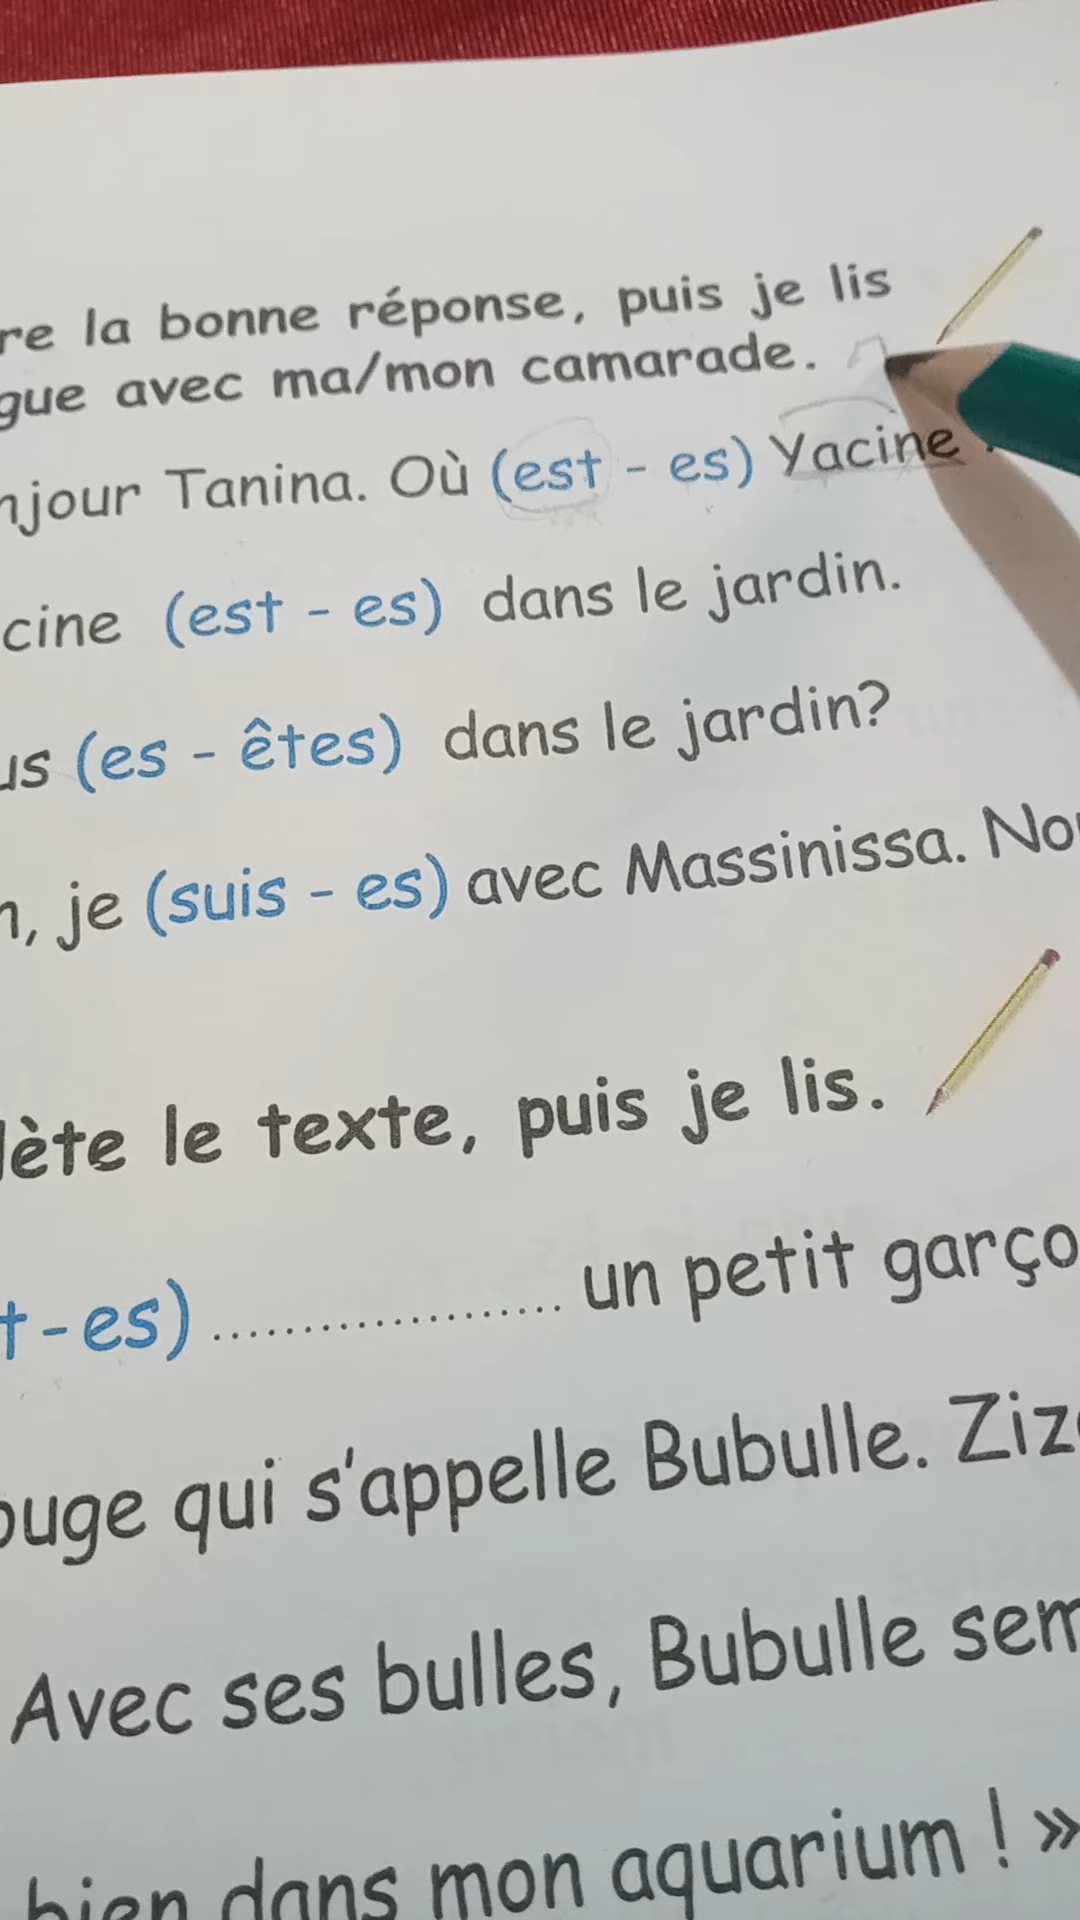 re la bonne réponse, puis je lis
gue avec ma/mon camarade.
njour Tanina. Où (est - es) Yacine
cine (est - es) dans le jardin.
us (es - êtes) dans le jardin?
n, je (suis - es) avec Massinissa. No
lète le texte, puis je lis.
t - es) .................... un petit garço
ouge qui s'appelle Bubulle. Ziz
Avec ses bulles, Bubulle sem
bien dans mon aquarium ! »